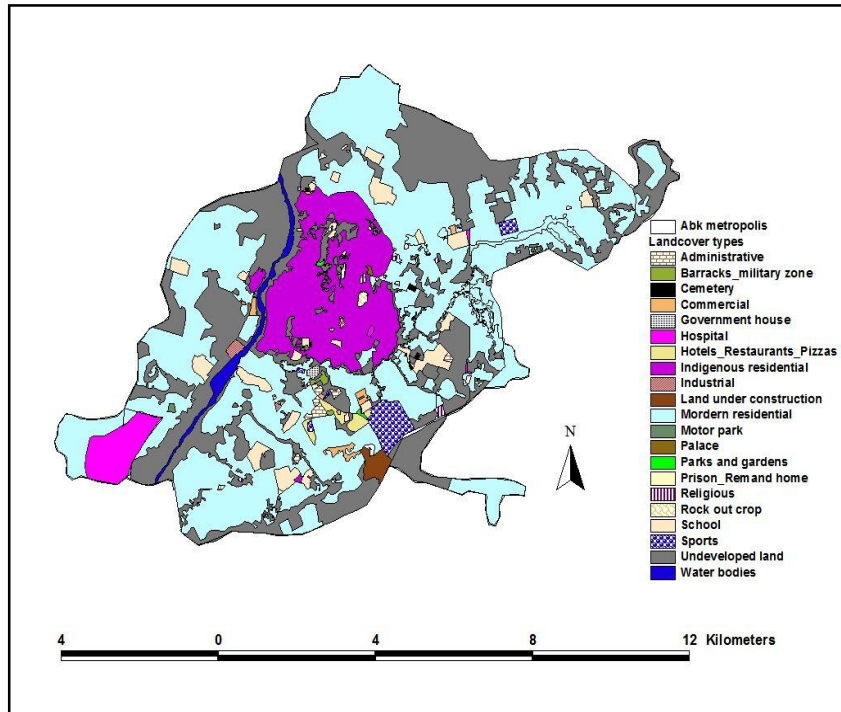 Abk metropolis
Landcover types
Administrative
Barracks_military zone
Cemetery
Commercial
Government house
Hospital
Hotels_Restaurants_Pizzas
Indigenous residential
Industrial
Land under construction
Mordern residential
Motor park
Palace
Parks and gardens
Prison_Remand home
Religious
Rock out crop
School
Sports
Undeveloped land
Water bodies
N
4 0 4 8 12 Kilometers